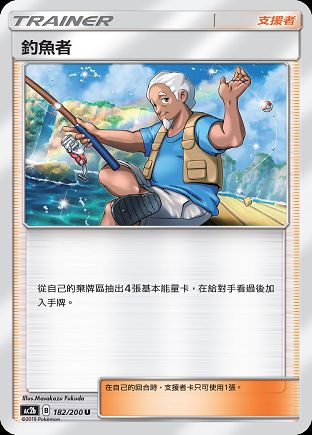 TRAINER
支援者
釣魚者
從自己的棄牌區抽出4張基本能量卡，在給對手看過後加
入手牌。
Illus.Masakazu Fukuda
AC2b B 182/200 U
©2019 Pokémon
在自己的回合時，支援者卡只可使用1張。